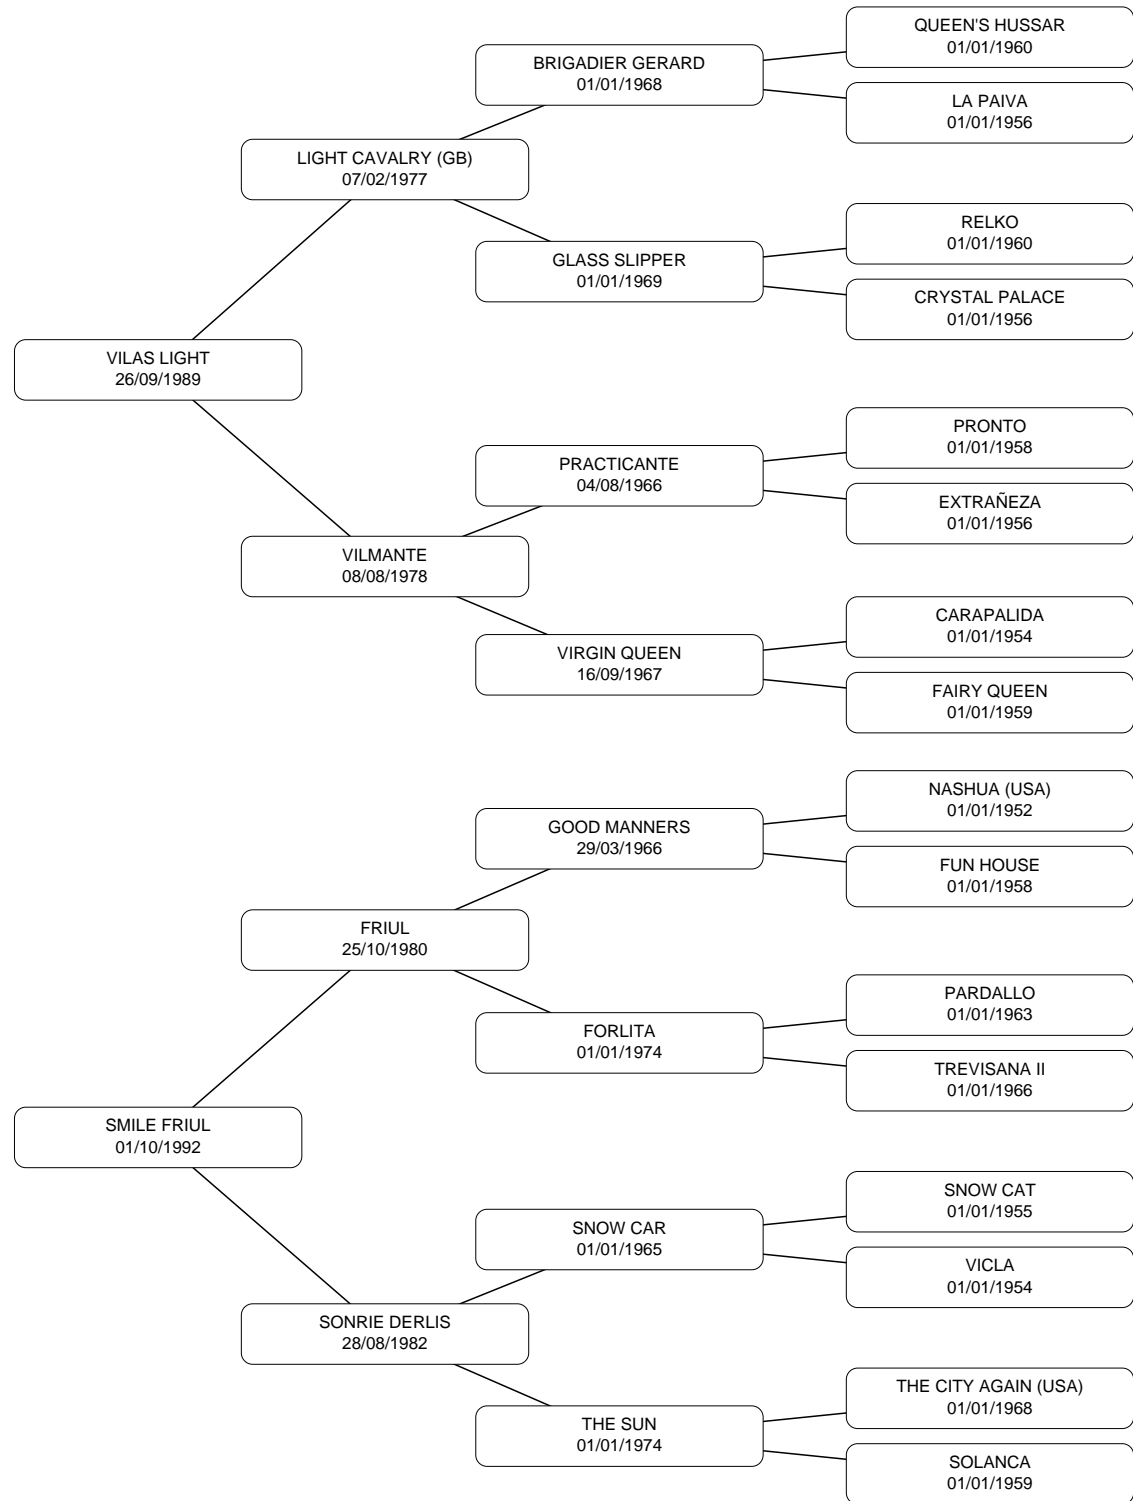 QUEEN'S HUSSAR
01/01/1960
BRIGADIER GERARD
01/01/1968
LA PAIVA
01/01/1956
LIGHT CAVALRY (GB)
07/02/1977
RELKO
01/01/1960
GLASS SLIPPER
01/01/1969
CRYSTAL PALACE
01/01/1956
VILAS LIGHT
26/09/1989
PRONTO
01/01/1958
PRACTICANTE
04/08/1966
EXTRAÑEZA
01/01/1956
VILMANTE
08/08/1978
CARAPALIDA
01/01/1954
VIRGIN QUEEN
16/09/1967
FAIRY QUEEN
01/01/1959
NASHUA (USA)
01/01/1952
GOOD MANNERS
29/03/1966
FUN HOUSE
01/01/1958
FRIUL
25/10/1980
PARDALLO
01/01/1963
FORLITA
01/01/1974
TREVISANA II
01/01/1966
SMILE FRIUL
01/10/1992
SNOW CAT
01/01/1955
SNOW CAR
01/01/1965
VICLA
01/01/1954
SONRIE DERLIS
28/08/1982
THE CITY AGAIN (USA)
01/01/1968
THE SUN
01/01/1974
SOLANCA
01/01/1959